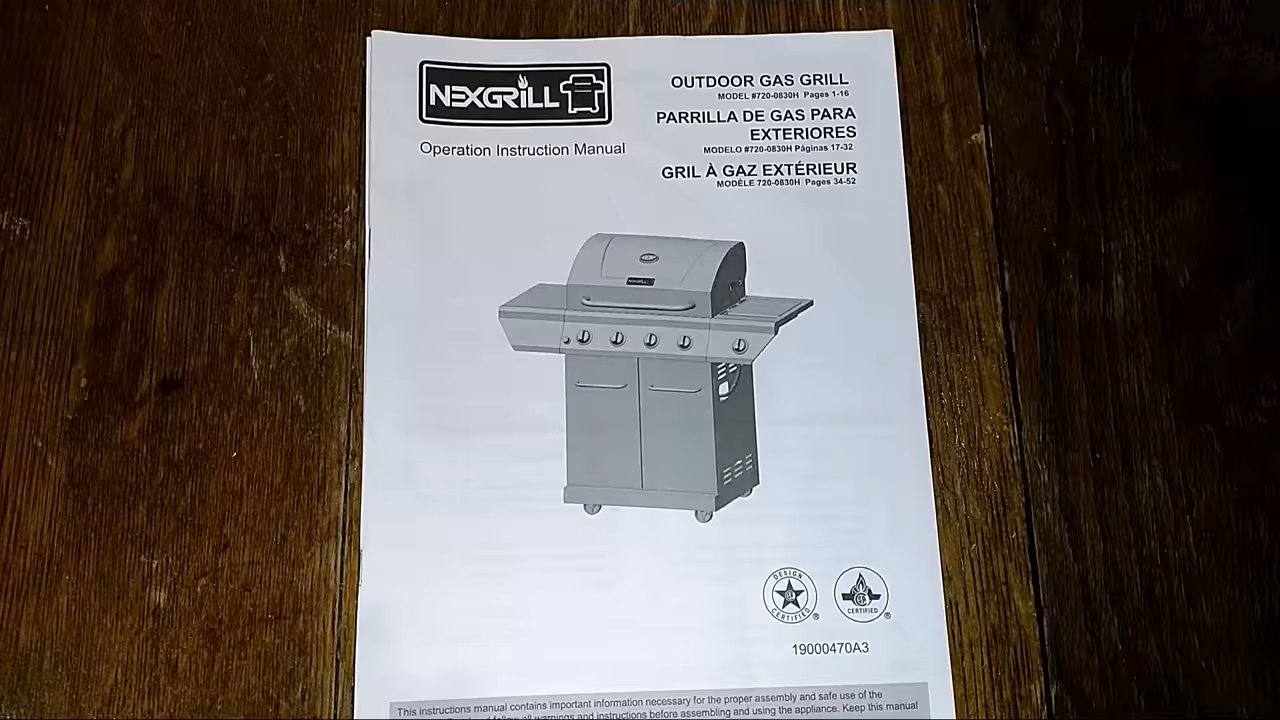 NEXGRILL
Operation Instruction Manual
OUTDOOR GAS GRILL
MODEL #720-0830H Pages 1-16
PARRILLA DE GAS PARA
EXTERIORES
MODELO #720-0830H Páginas 17-32
GRIL À GAZ EXTÉRIEUR
MODÈLE 720-0830H Pages 34-52
NEXGRILL
DESIGN
CERTIFIED
®
CERTIFIED
®
19000470A3
This instructions manual contains important information necessary for the proper assembly and safe use of the
and follow all warnings and instructions before assembling and using the appliance. Keep this manual